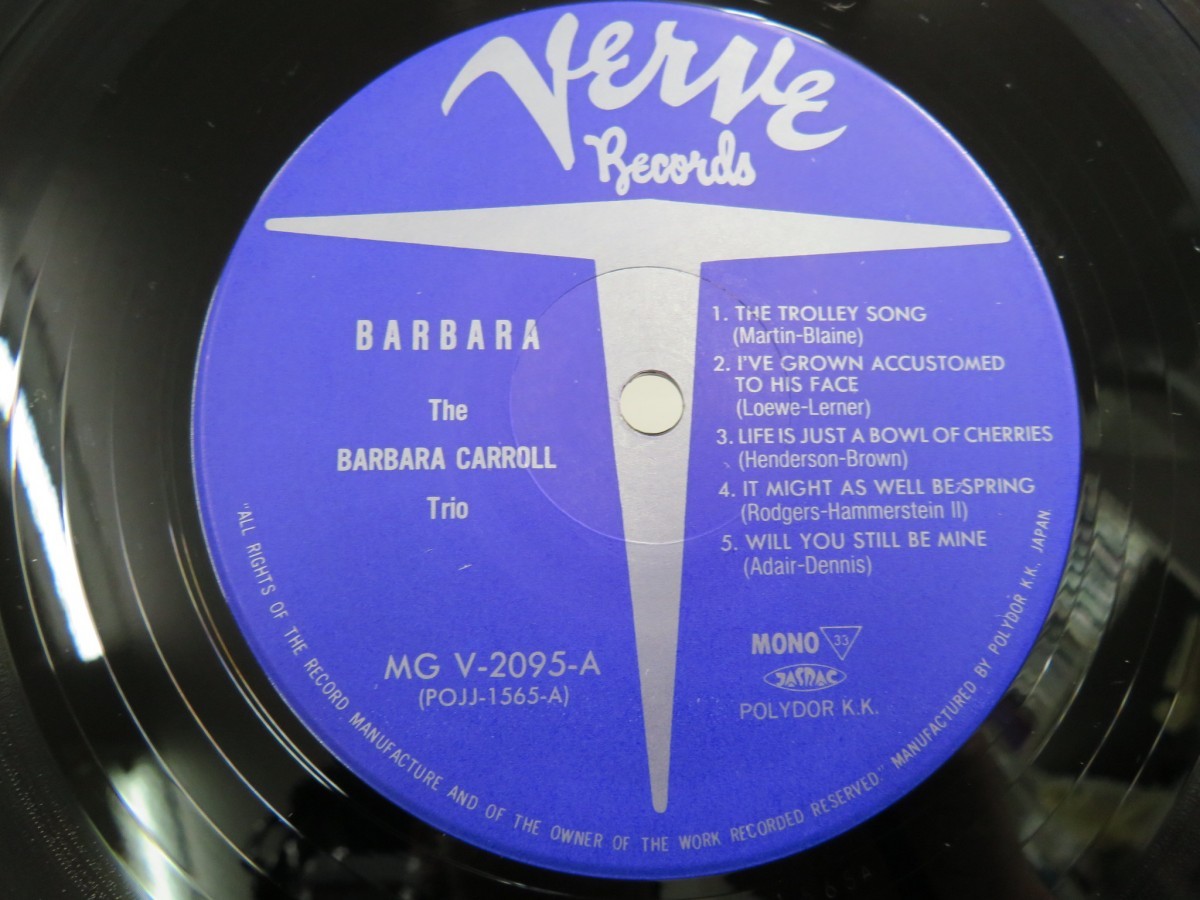 Verve
Records
BARBARA
The
BARBARA CARROLL
Trio
1. THE TROLLEY SONG
(Martin-Blaine)
2. I'VE GROWN ACCUSTOMED
TO HIS FACE
(Loewe-Lerner)
3. LIFE IS JUST A BOWL OF CHERRIES
(Henderson-Brown)
4. IT MIGHT AS WELL BE SPRING
(Rodgers-Hammerstein II)
5. WILL YOU STILL BE MINE
(Adair-Dennis)
MG V-2095-A
(POJJ-1565-A)
MONO 33
JASRAC
POLYDOR K.K.
"ALL RIGHTS OF THE RECORD MANUFACTURE AND OF THE OWNER OF THE WORK RECORDED RESERVED." MANUFACTURED BY POLYDOR K.K. JAPAN